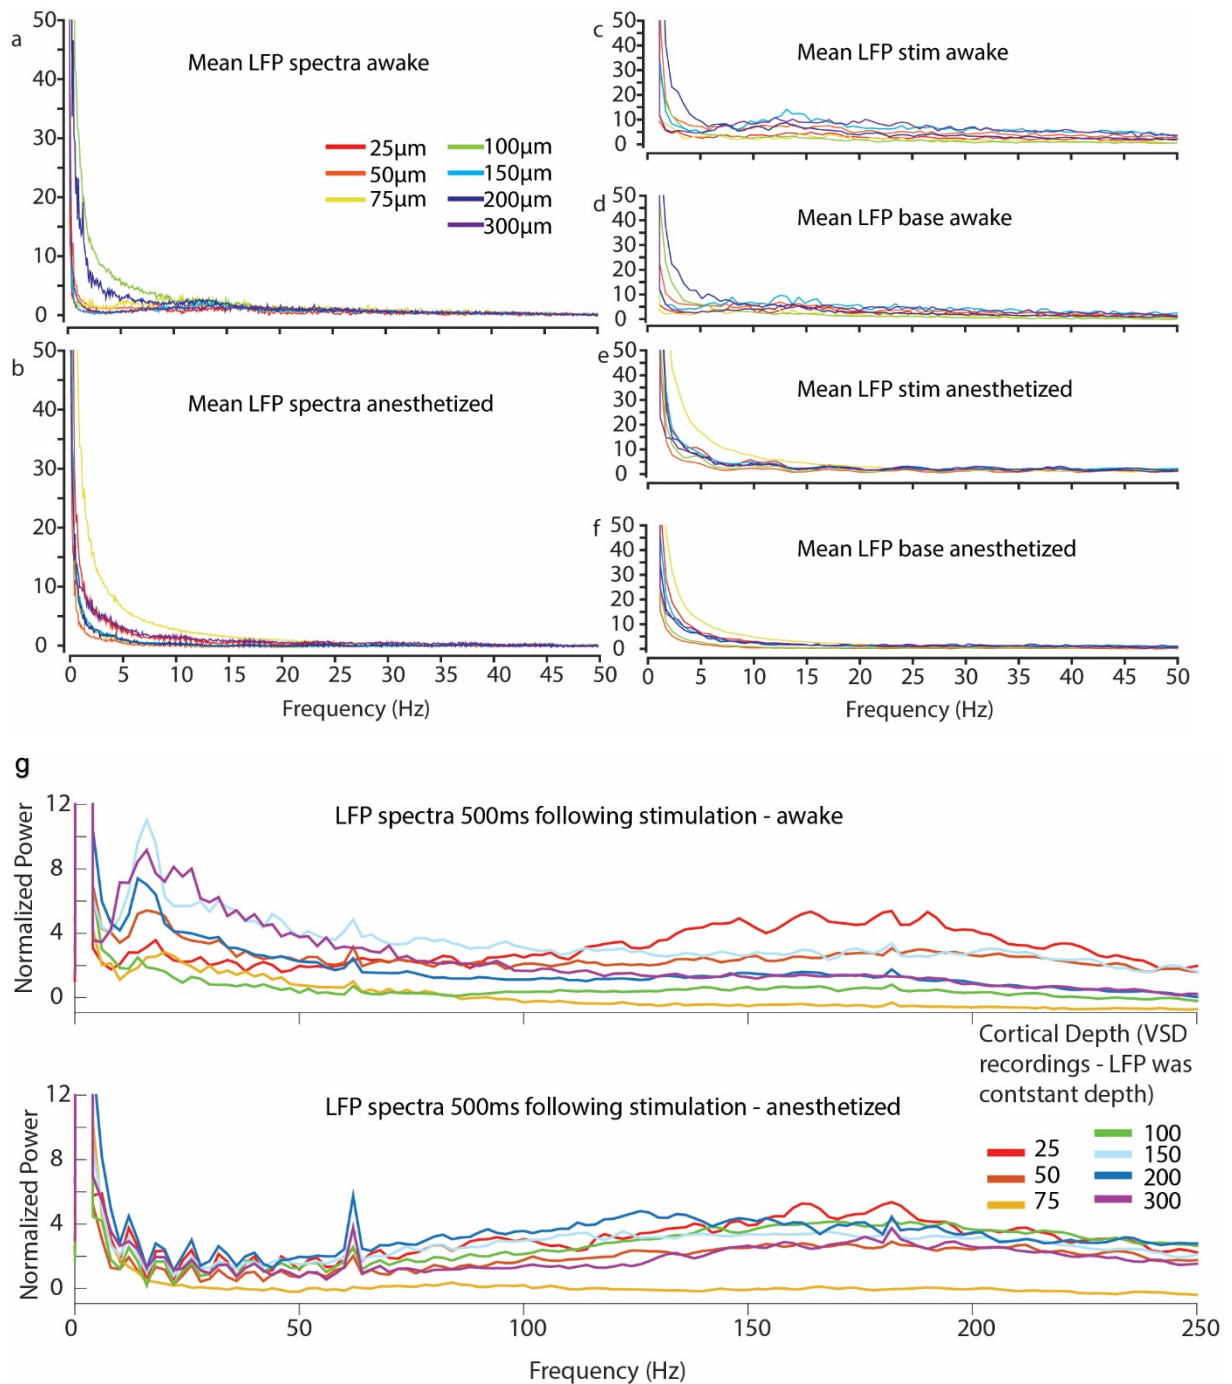 a
Mean LFP spectra awake
50
40
30
20
10
0
25µm
50µm
75µm
100µm
150µm
200µm
300µm
b
Mean LFP spectra anesthetized
50
40
30
20
10
0
0 5 10 15 20 25 30 35 40 45 50
Frequency (Hz)
c
Mean LFP stim awake
50
40
30
20
10
0
d
Mean LFP base awake
50
40
30
20
10
0
e
Mean LFP stim anesthetized
50
40
30
20
10
0
f
Mean LFP base anesthetized
50
40
30
20
10
0
0 5 10 15 20 25 30 35 40 45 50
Frequency (Hz)
g
LFP spectra 500ms following stimulation - awake
Normalized Power
12
8
4
0
Cortical Depth (VSD
recordings - LFP was
contstant depth)
25
50
75
100
150
200
300
LFP spectra 500ms following stimulation - anesthetized
Normalized Power
12
8
4
0
0 50 100 150 200 250
Frequency (Hz)